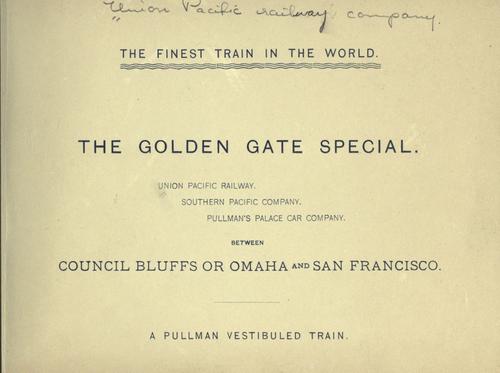 "Union Pacific railway company.
THE FINEST TRAIN IN THE WORLD.
THE GOLDEN GATE SPECIAL.
UNION PACIFIC RAILWAY.
SOUTHERN PACIFIC COMPANY.
PULLMAN'S PALACE CAR COMPANY.
BETWEEN
COUNCIL BLUFFS OR OMAHA AND SAN FRANCISCO.
A PULLMAN VESTIBULED TRAIN.